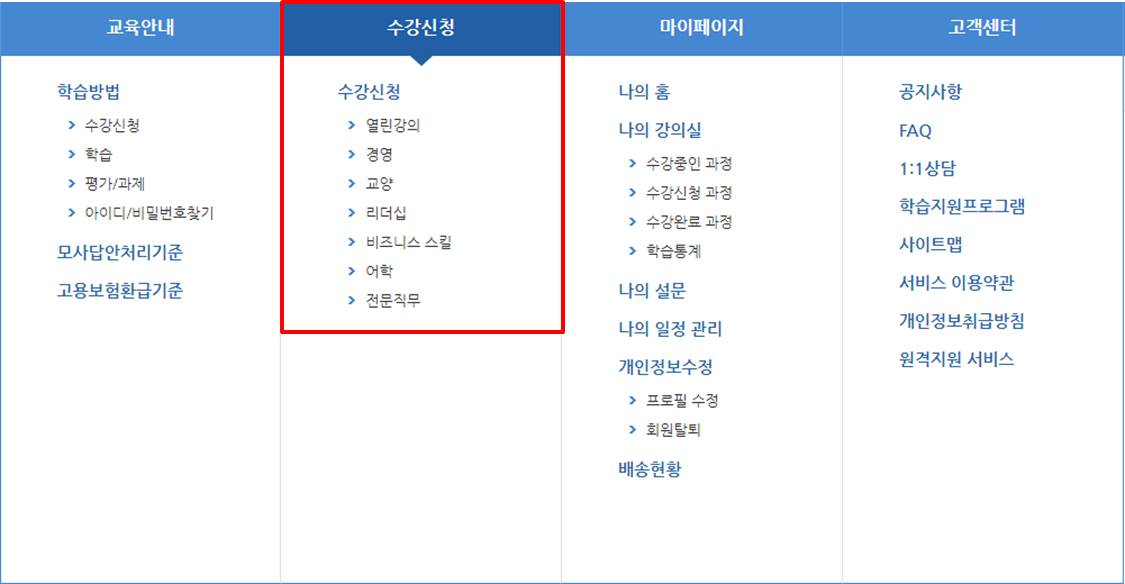 교육안내
수강신청
마이페이지
고객센터
학습방법
수강신청
학습
평가/과제
아이디/비밀번호찾기
모사답안처리기준
고용보험환급기준
수강신청
열린강의
경영
교양
리더십
비즈니스 스킬
어학
전문직무
나의 홈
나의 강의실
수강중인 과정
수강신청 과정
수강완료 과정
학습통계
나의 설문
나의 일정 관리
개인정보수정
프로필 수정
회원탈퇴
배송현황
공지사항
FAQ
1:1상담
학습지원프로그램
사이트맵
서비스 이용약관
개인정보취급방침
원격지원 서비스